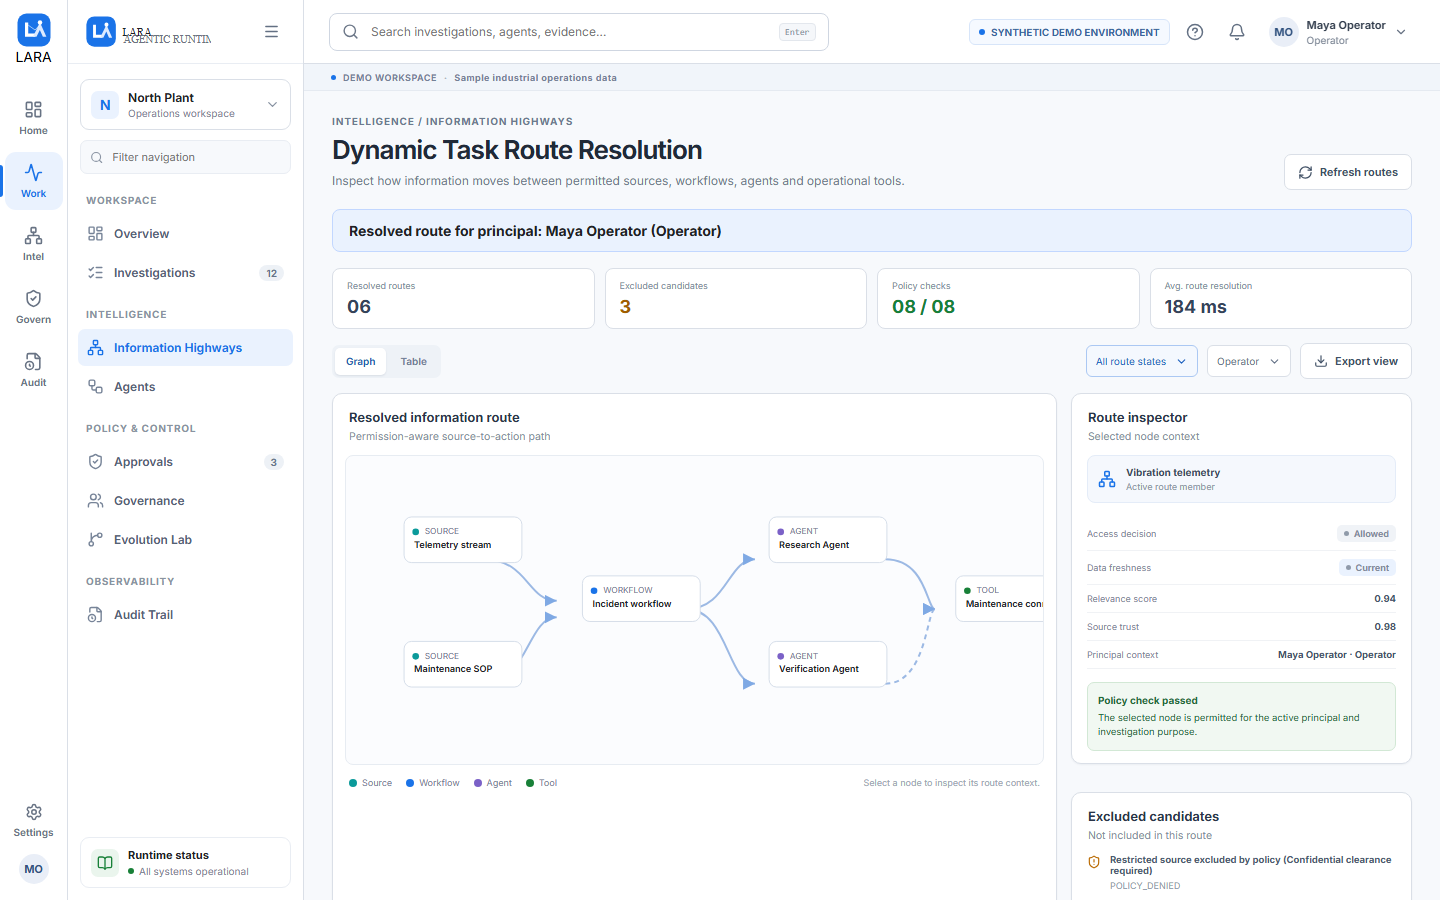 LARA
Home
Work
Intel
Govern
Audit
Settings
MO
LARA
AGENTIC RUNTIM
N
North Plant
Operations workspace
Filter navigation
WORKSPACE
Overview
Investigations 12
INTELLIGENCE
Information Highways
Agents
POLICY & CONTROL
Approvals 3
Governance
Evolution Lab
OBSERVABILITY
Audit Trail
Runtime status
All systems operational
Search investigations, agents, evidence...
Enter
SYNTHETIC DEMO ENVIRONMENT
MO
Maya Operator
Operator
DEMO WORKSPACE · Sample industrial operations data
INTELLIGENCE / INFORMATION HIGHWAYS
Dynamic Task Route Resolution
Inspect how information moves between permitted sources, workflows, agents and operational tools.
Refresh routes
Resolved route for principal: Maya Operator (Operator)
Resolved routes
06
Excluded candidates
3
Policy checks
08 / 08
Avg. route resolution
184 ms
Graph
Table
All route states
Operator
Export view
Resolved information route
Permission-aware source-to-action path
SOURCE
Telemetry stream
SOURCE
Maintenance SOP
WORKFLOW
Incident workflow
AGENT
Research Agent
AGENT
Verification Agent
TOOL
Maintenance con
Source
Workflow
Agent
Tool
Select a node to inspect its route context.
Route inspector
Selected node context
Vibration telemetry
Active route member
Access decision Allowed
Data freshness Current
Relevance score 0.94
Source trust 0.98
Principal context Maya Operator · Operator
Policy check passed
The selected node is permitted for the active principal and
investigation purpose.
Excluded candidates
Not included in this route
Restricted source excluded by policy (Confidential clearance
required)
POLICY_DENIED